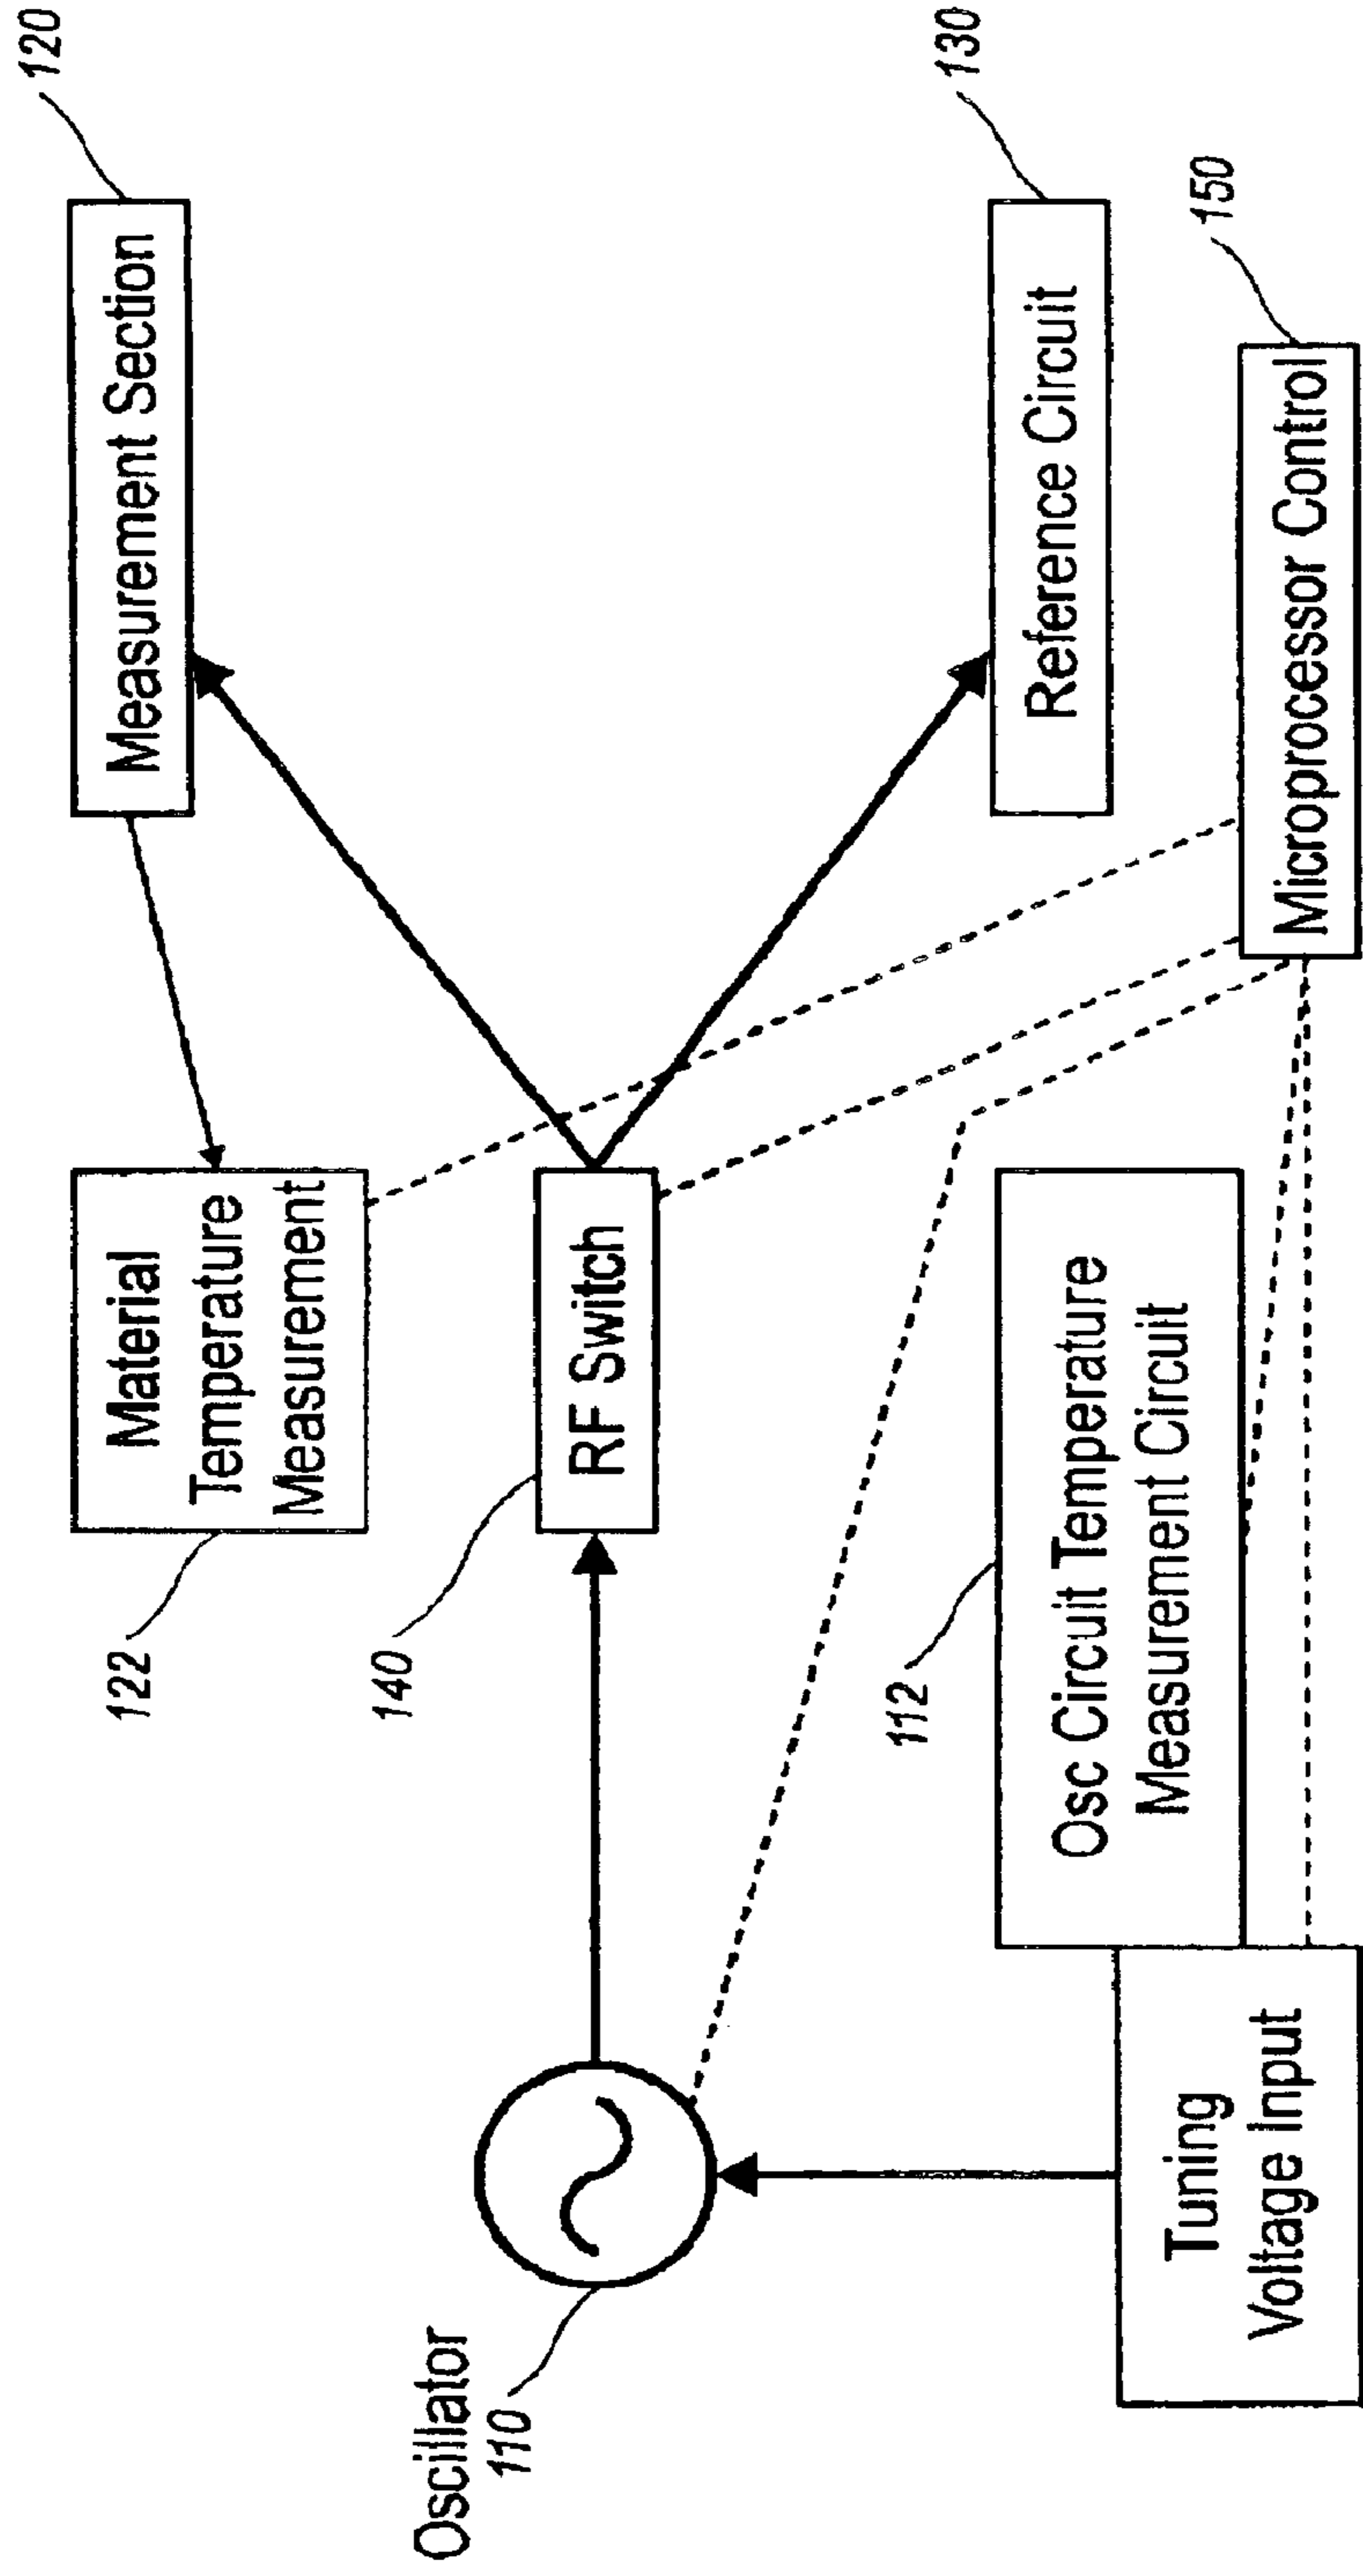 120
Measurement Section
Material
Temperature
Measurement
122
140
RF Switch
Oscillator
110
130
Reference Circuit
112
Osc Circuit Temperature
Measurement Circuit
150
Microprocessor Control
Tuning
Voltage Input